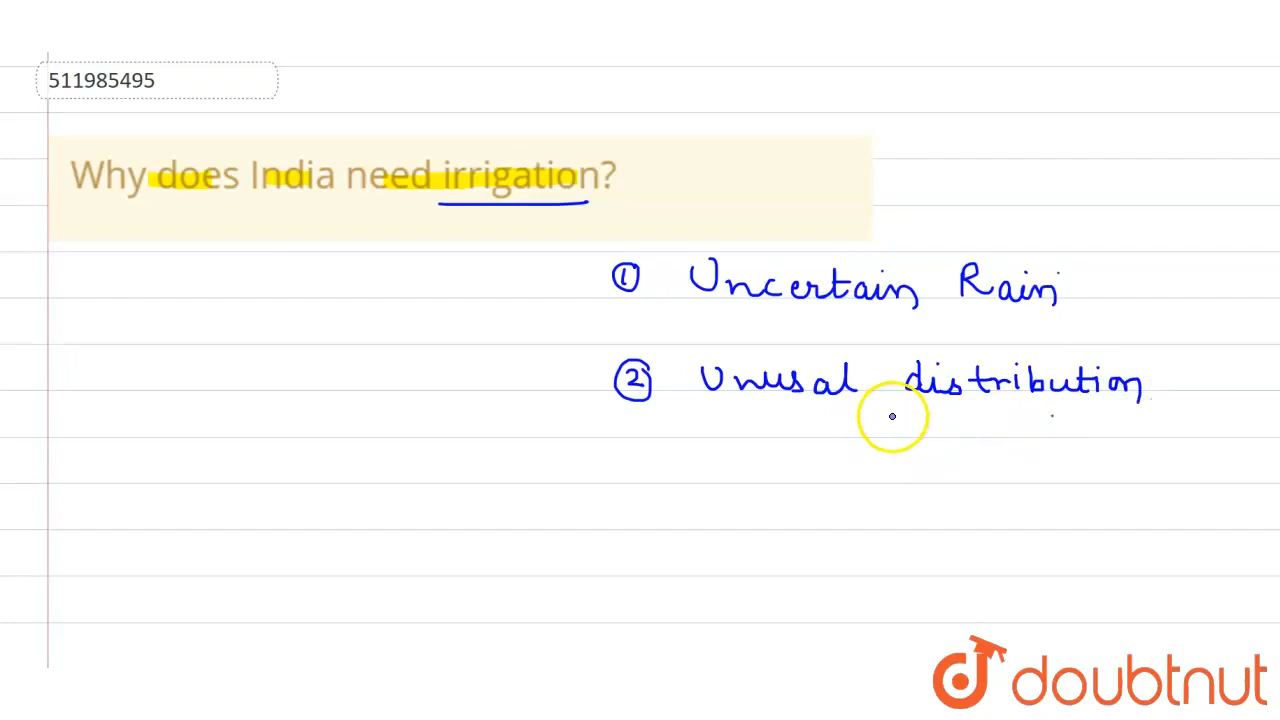 511985495
Why does India need irrigation?
① Uncertain Rain
② Unusal distribution
doubtnut